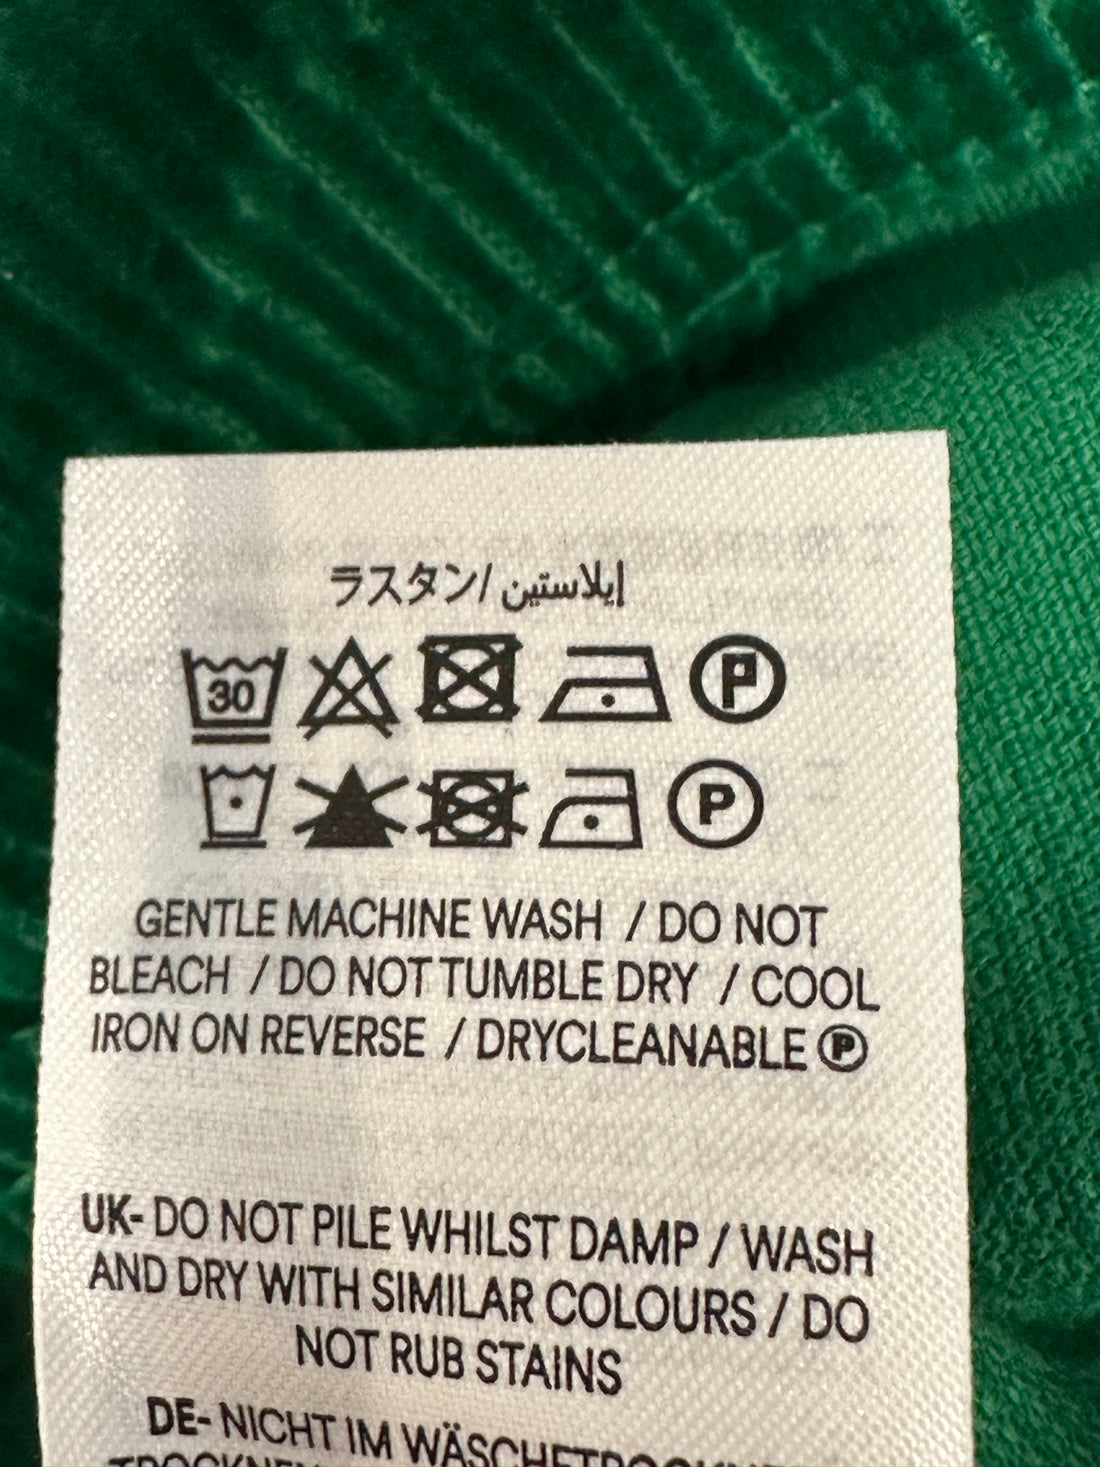 ラスタン/إيلاستين
30 P
P
GENTLE MACHINE WASH / DO NOT
BLEACH / DO NOT TUMBLE DRY / COOL
IRON ON REVERSE / DRYCLEANABLE Ⓟ
UK- DO NOT PILE WHILST DAMP / WASH
AND DRY WITH SIMILAR COLOURS / DO
NOT RUB STAINS
DE- NICHT IM